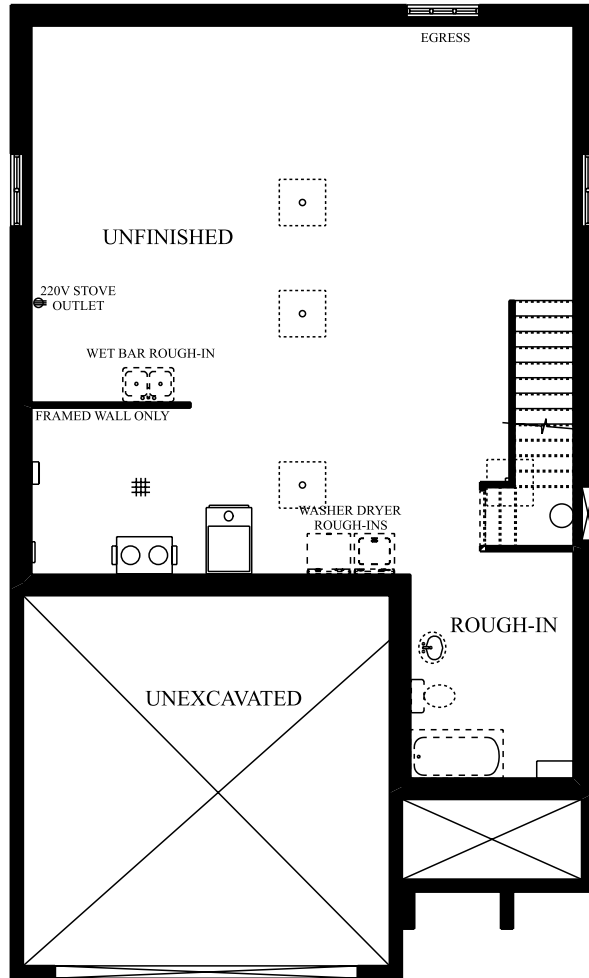 EGRESS
UNFINISHED
220V STOVE
OUTLET
WET BAR ROUGH-IN
FRAMED WALL ONLY
WASHER DRYER
ROUGH-INS
ROUGH-IN
UNEXCAVATED